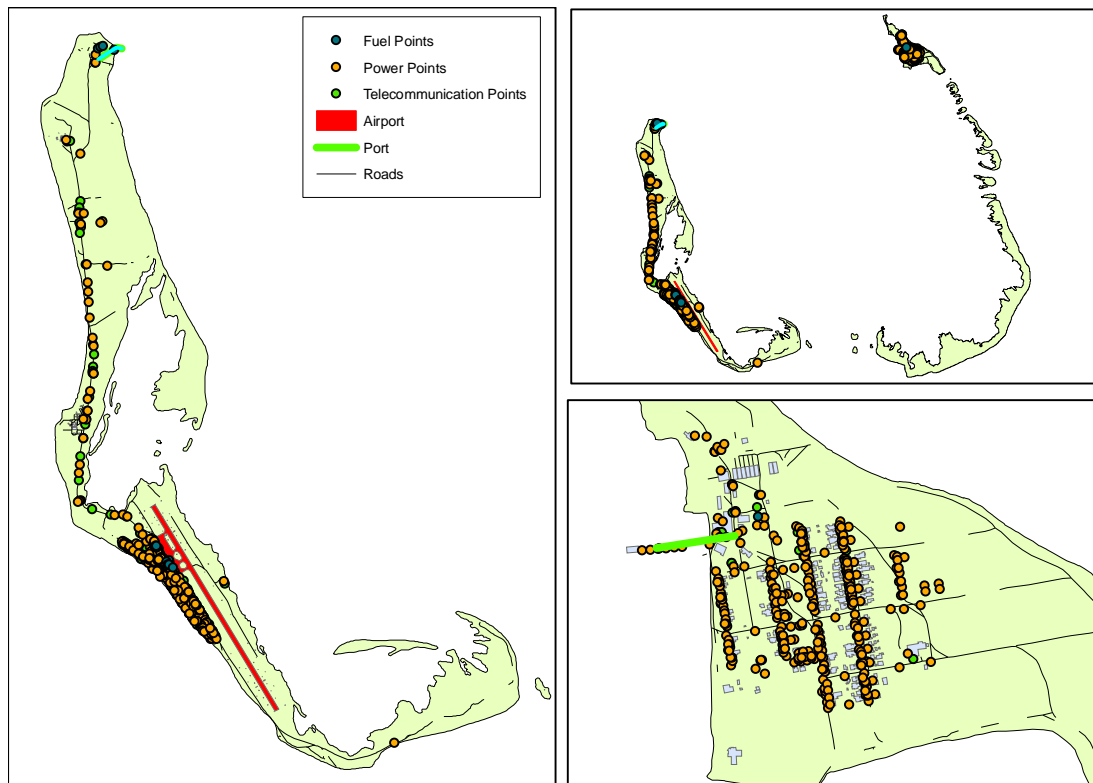 Fuel Points
Power Points
Telecommunication Points
Airport
Port
Roads